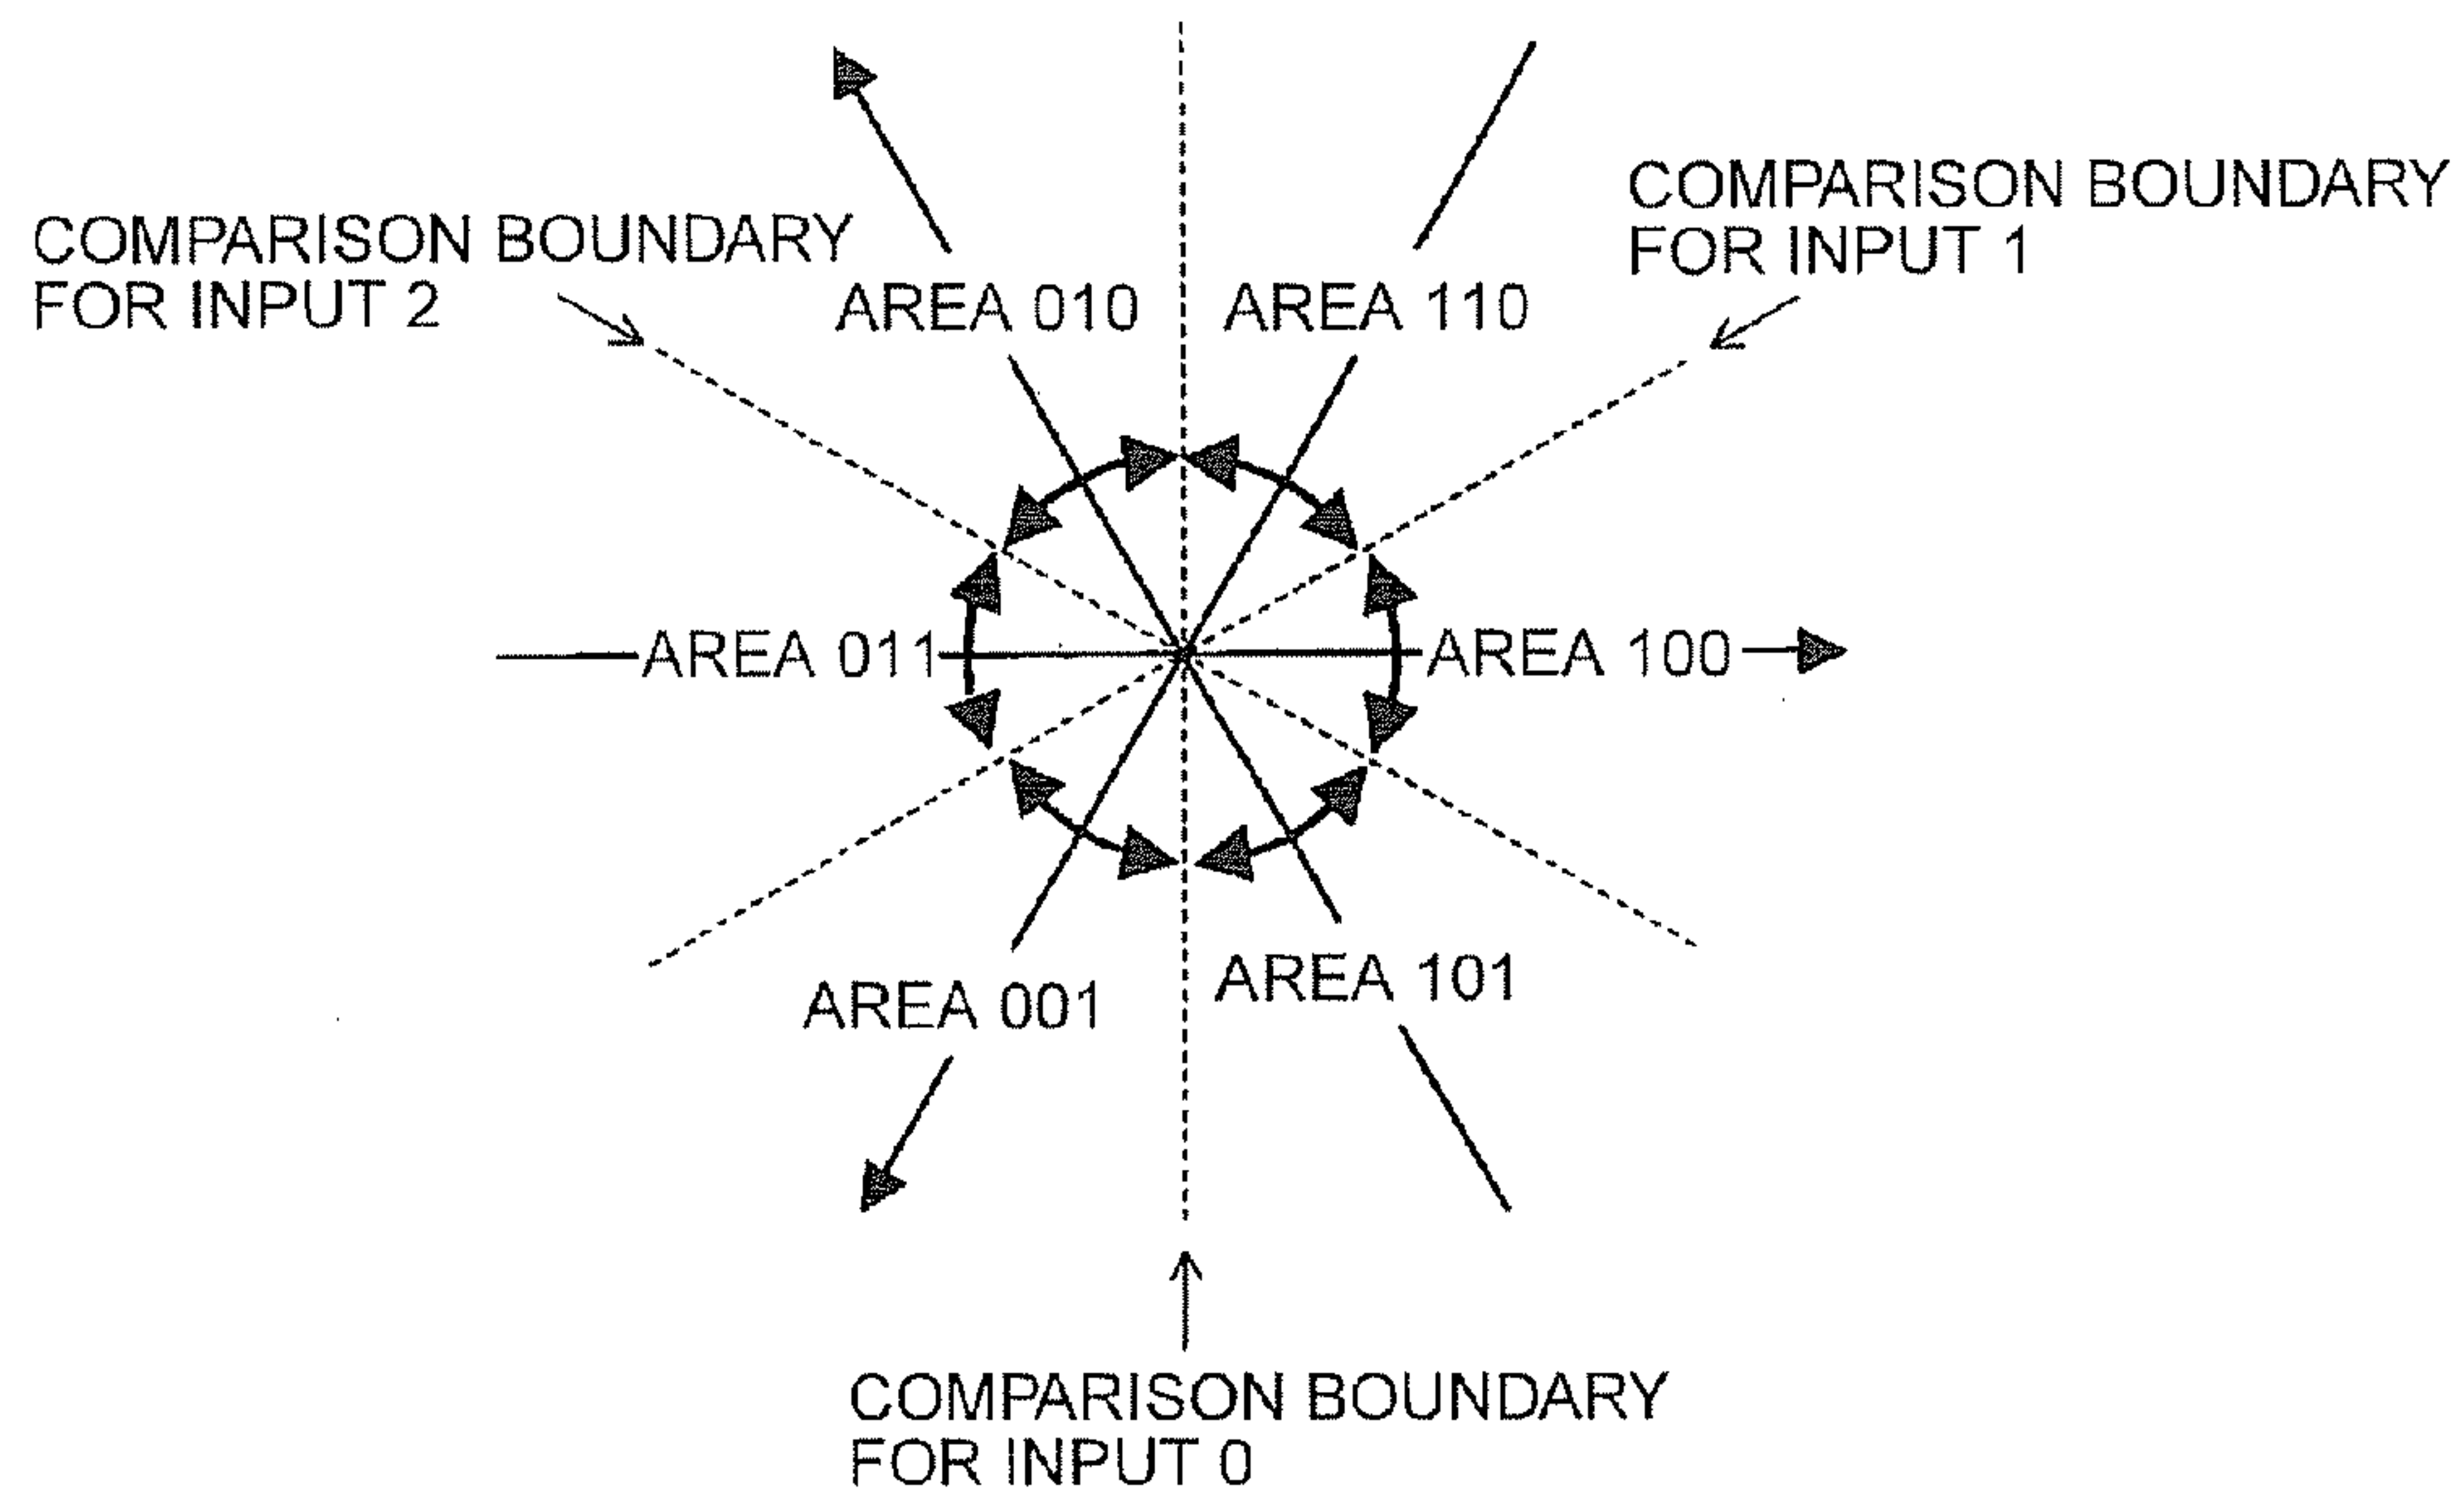 COMPARISON BOUNDARY
FOR INPUT 1
COMPARISON BOUNDARY
FOR INPUT 2
AREA 010
AREA 110
AREA 011
AREA 100
AREA 001
AREA 101
COMPARISON BOUNDARY
FOR INPUT 0